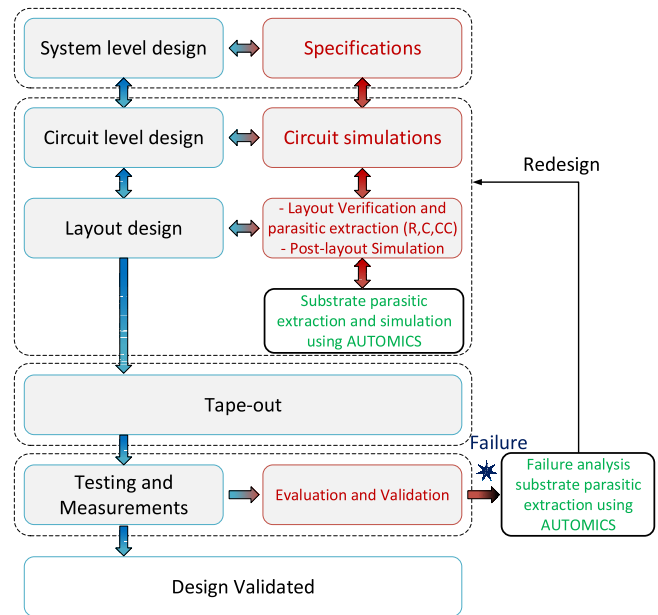 System level design
Specifications
Circuit level design
Circuit simulations
Redesign
Layout design
- Layout Verification and
parasitic extraction (R,C,CC)
- Post-layout Simulation
Substrate parasitic
extraction and simulation
using AUTOMICS
Tape-out
Failure
Testing and
Measurements
Evaluation and Validation
Failure analysis
substrate parasitic
extraction using
AUTOMICS
Design Validated